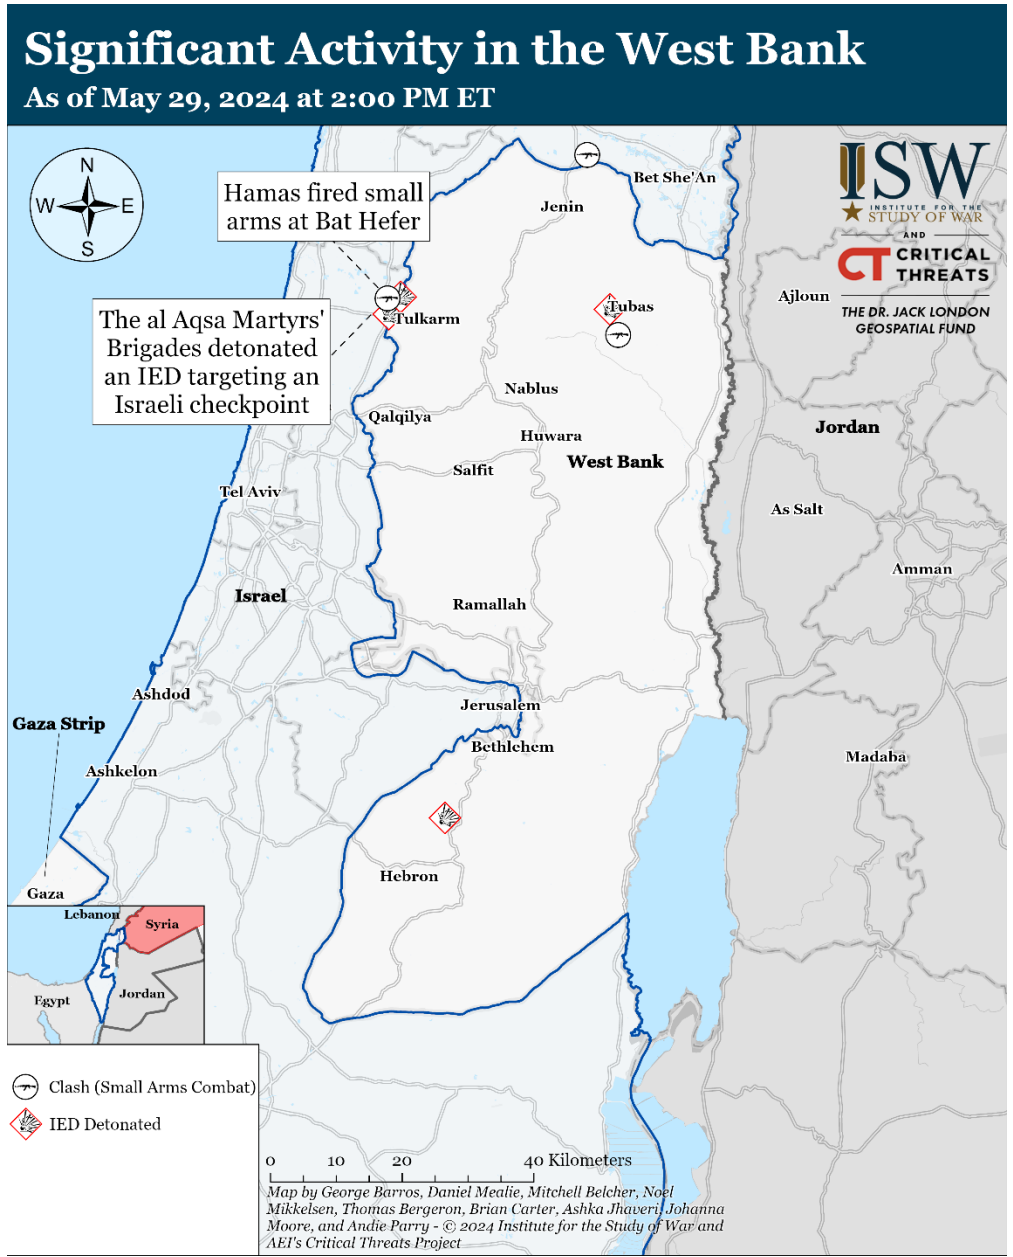 Significant Activity in the West Bank
As of May 29, 2024 at 2:00 PM ET
N
W E
S
Hamas fired small
arms at Bat Hefer
The al Aqsa Martyrs'
Brigades detonated
an IED targeting an
Israeli checkpoint
ISW
INSTITUTE FOR THE
STUDY OF WAR
AND
CT CRITICAL
THREATS
THE DR. JACK LONDON
GEOSPATIAL FUND
Bet She'An
Jenin
Ajloun
Tubas
Tulkarm
Nablus
Qalqilya
Jordan
Huwara
West Bank
Salfit
Tel Aviv
As Salt
Amman
Israel
Ramallah
Ashdod
Jerusalem
Gaza Strip
Bethlehem
Madaba
Ashkelon
Hebron
Gaza
Lebanon
Syria
Egypt
Jordan
Clash (Small Arms Combat)
IED Detonated
0 10 20 40 Kilometers
Map by George Barros, Daniel Mealie, Mitchell Belcher, Noel
Mikkelsen, Thomas Bergeron, Brian Carter, Ashka Jhaveri, Johanna
Moore, and Andie Parry - © 2024 Institute for the Study of War and
AEI's Critical Threats Project